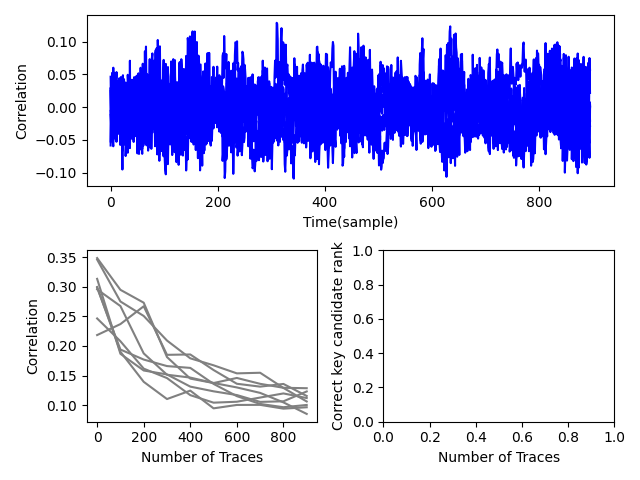 0.10
0.05
0.00
−0.05
−0.10
Correlation
0 200 400 600 800
Time(sample)
0.35
0.30
0.25
0.20
0.15
0.10
Correlation
0 200 400 600 800
Number of Traces
1.0
0.8
0.6
0.4
0.2
0.0
Correct key candidate rank
0.0 0.2 0.4 0.6 0.8 1.0
Number of Traces